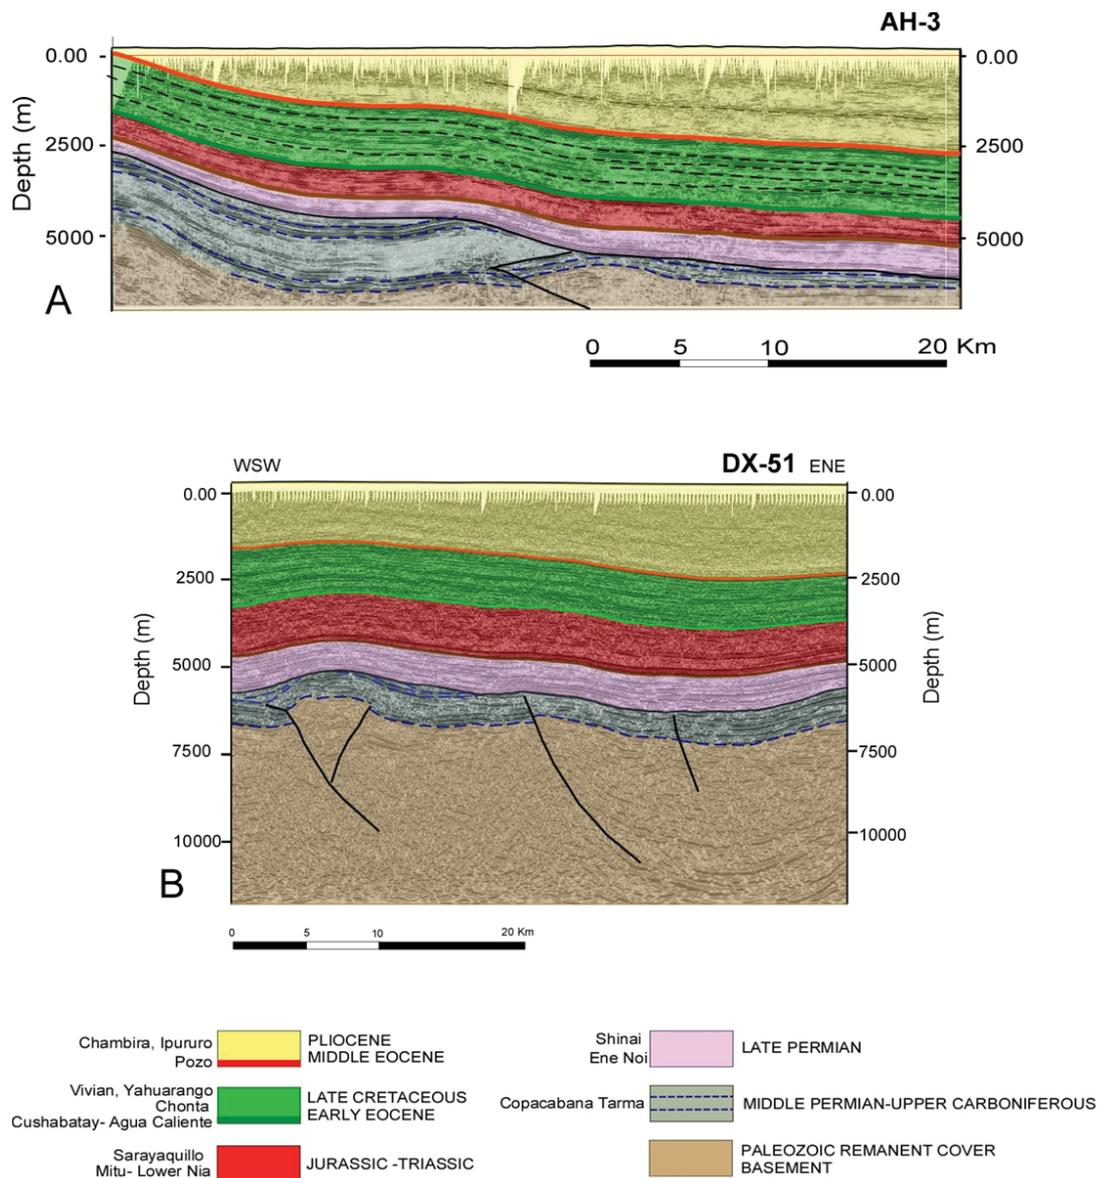 AH-3
0.00
0.00
Depth (m)
2500
2500
5000
5000
A
0 5 10 20 Km
WSW
DX-51 ENE
0.00
0.00
2500
2500
Depth (m)
Depth (m)
5000
5000
7500
7500
10000
10000
B
0 5 10 20 Km
Chambira, Ipururo
Pozo
PLIOCENE
MIDDLE EOCENE
Vivian, Yahuarango
Chonta
Cushabatay- Agua Caliente
LATE CRETACEOUS
EARLY EOCENE
Sarayaquillo
Mitu- Lower Nia
JURASSIC -TRIASSIC
Shinai
Ene Noi
LATE PERMIAN
Copacabana Tarma
MIDDLE PERMIAN-UPPER CARBONIFEROUS
PALEOZOIC REMANENT COVER
BASEMENT